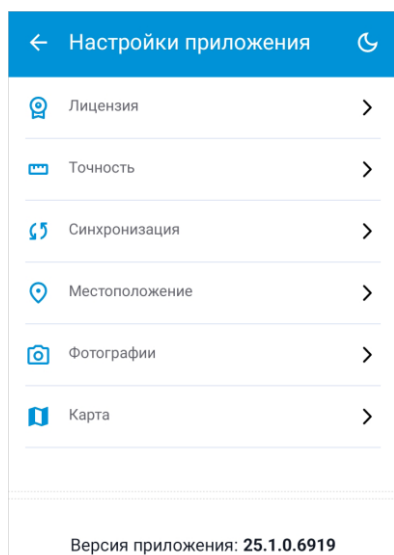 Настройки приложения
Лицензия
Точность
Синхронизация
Местоположение
Фотографии
Карта
Версия приложения: 25.1.0.6919